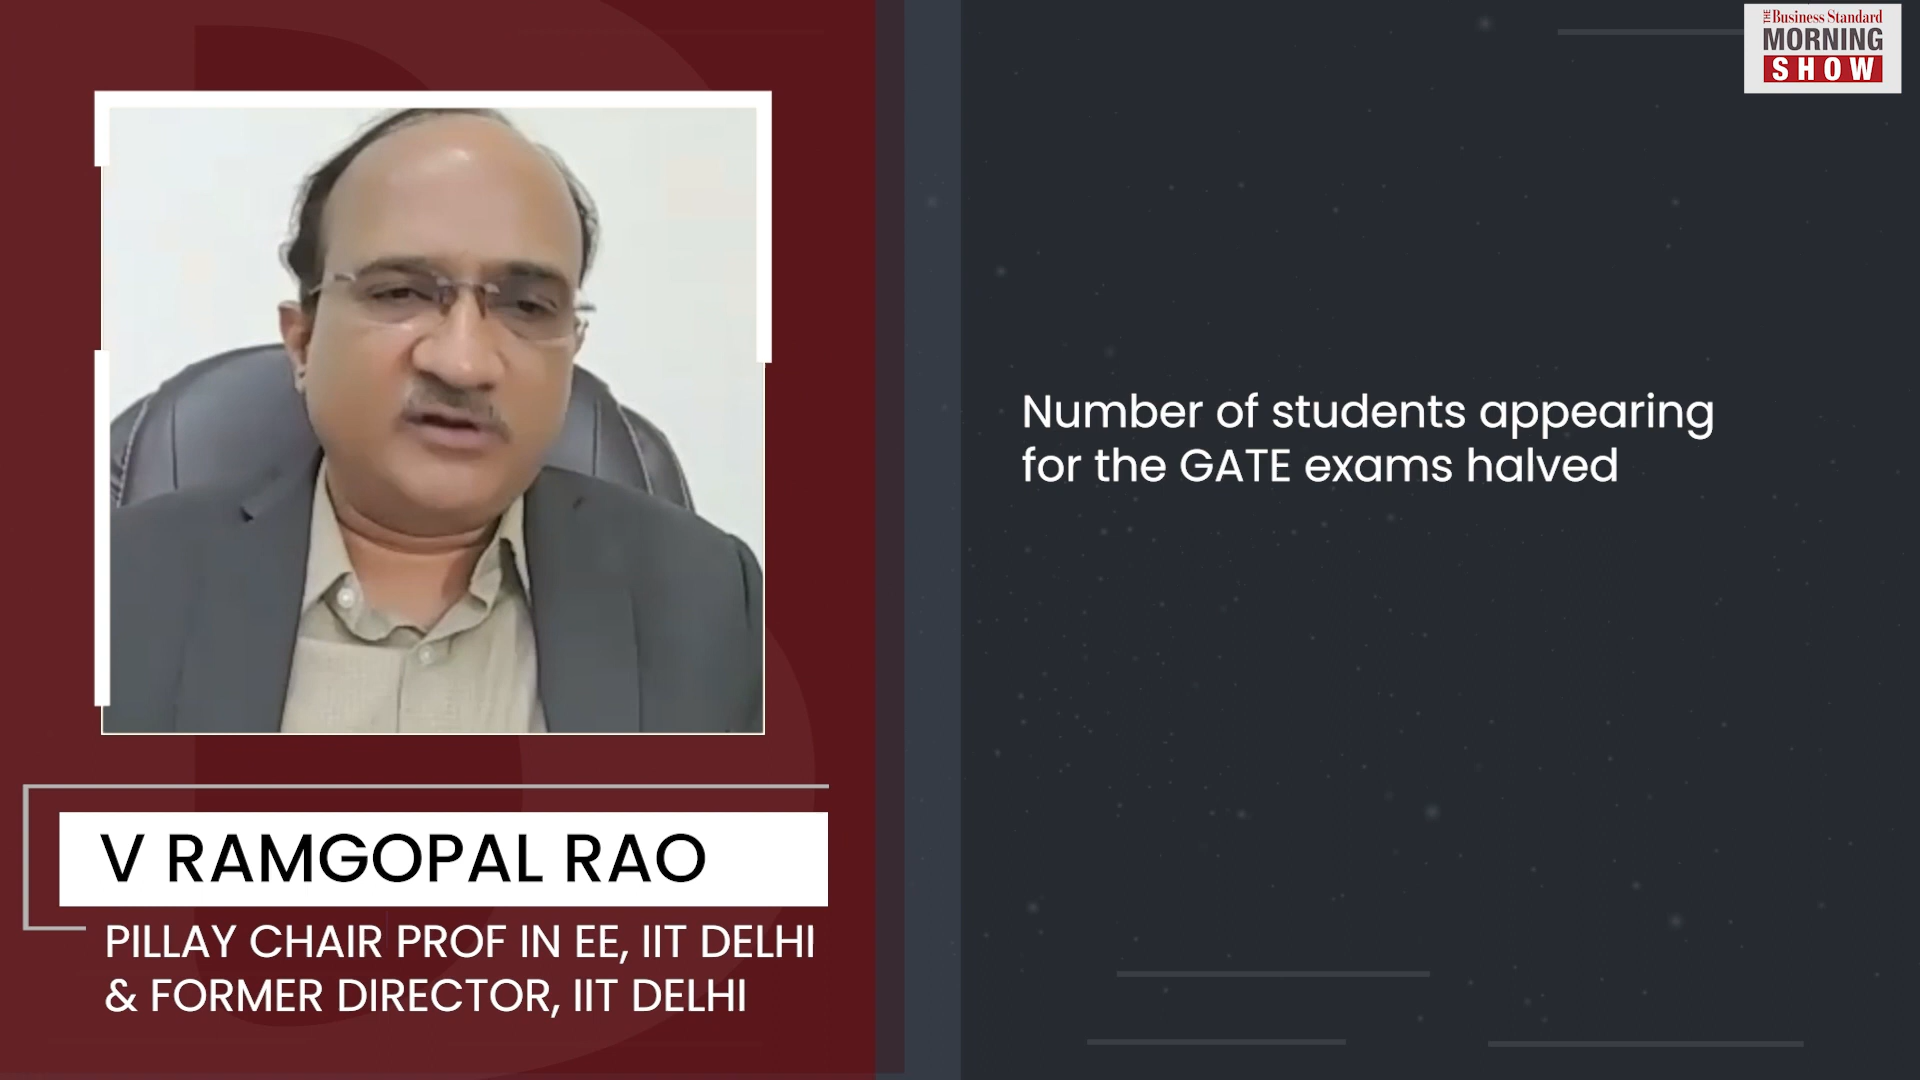 THE Business Standard
MORNING
SHOW
Number of students appearing
for the GATE exams halved
V RAMGOPAL RAO
PILLAY CHAIR PROF IN EE, IIT DELHI
& FORMER DIRECTOR, IIT DELHI